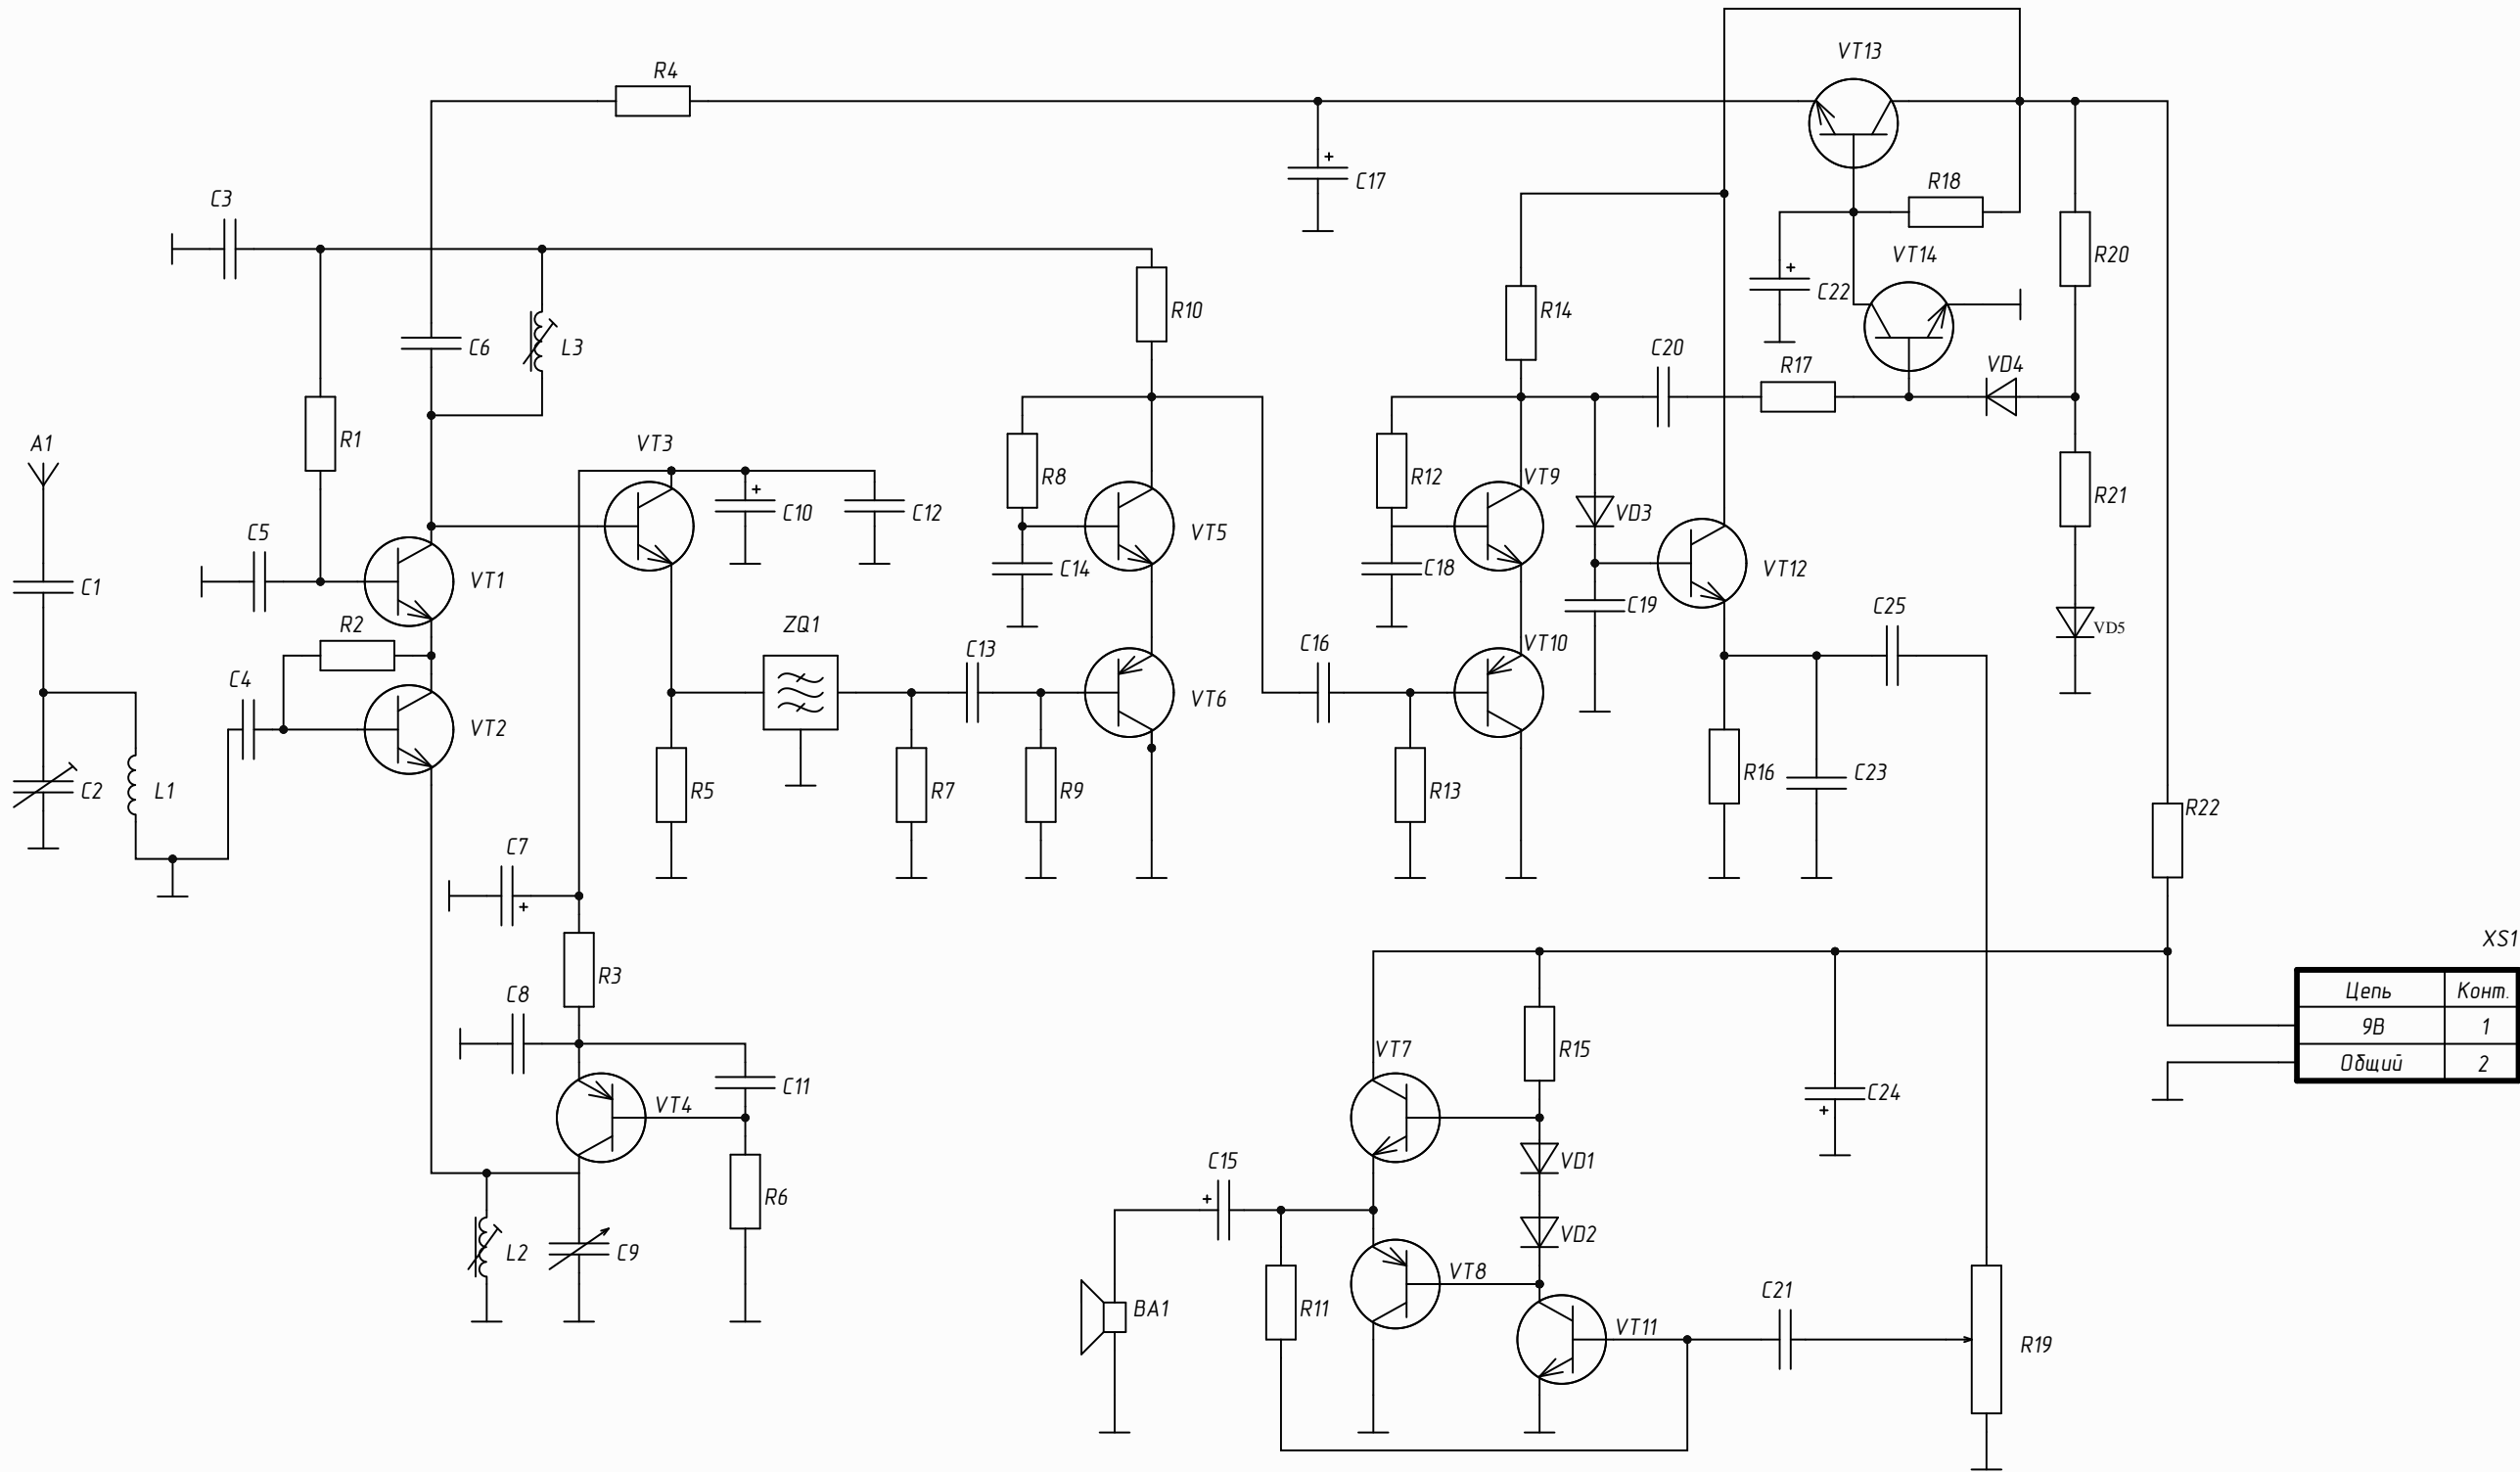 VT13
R4
C17
R18
C3
VT14
R20
C22
R10
R14
C6
L3
C20
R17
VD4
A1
R1
VT3
R8
VT5
R12
VT9
VD3
R21
C10
C12
C5
VT1
C14
C18
VT12
C1
C19
C25
R2
ZQ1
C13
C16
VT10
VD5
C4
VT6
VT2
C2
L1
R5
R7
R9
R13
R16
C23
R22
C7
XS1
R3
C8
Цепь Конт.
9В 1
Общий 2
VT7
R15
C11
C24
VT4
C15
VD1
R6
L2
C9
VD2
VT8
BA1
R11
C21
VT11
R19
+
+
+
+
+
+